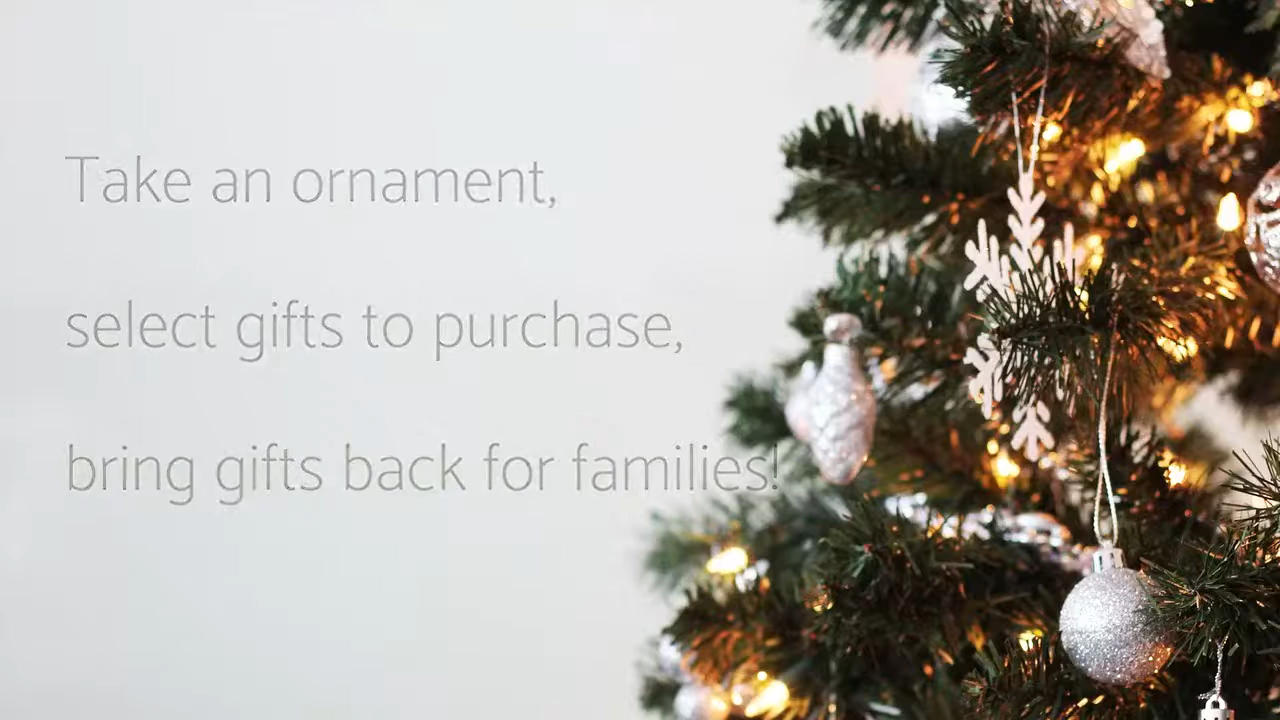 Take an ornament,
select gifts to purchase,
bring gifts back for families!